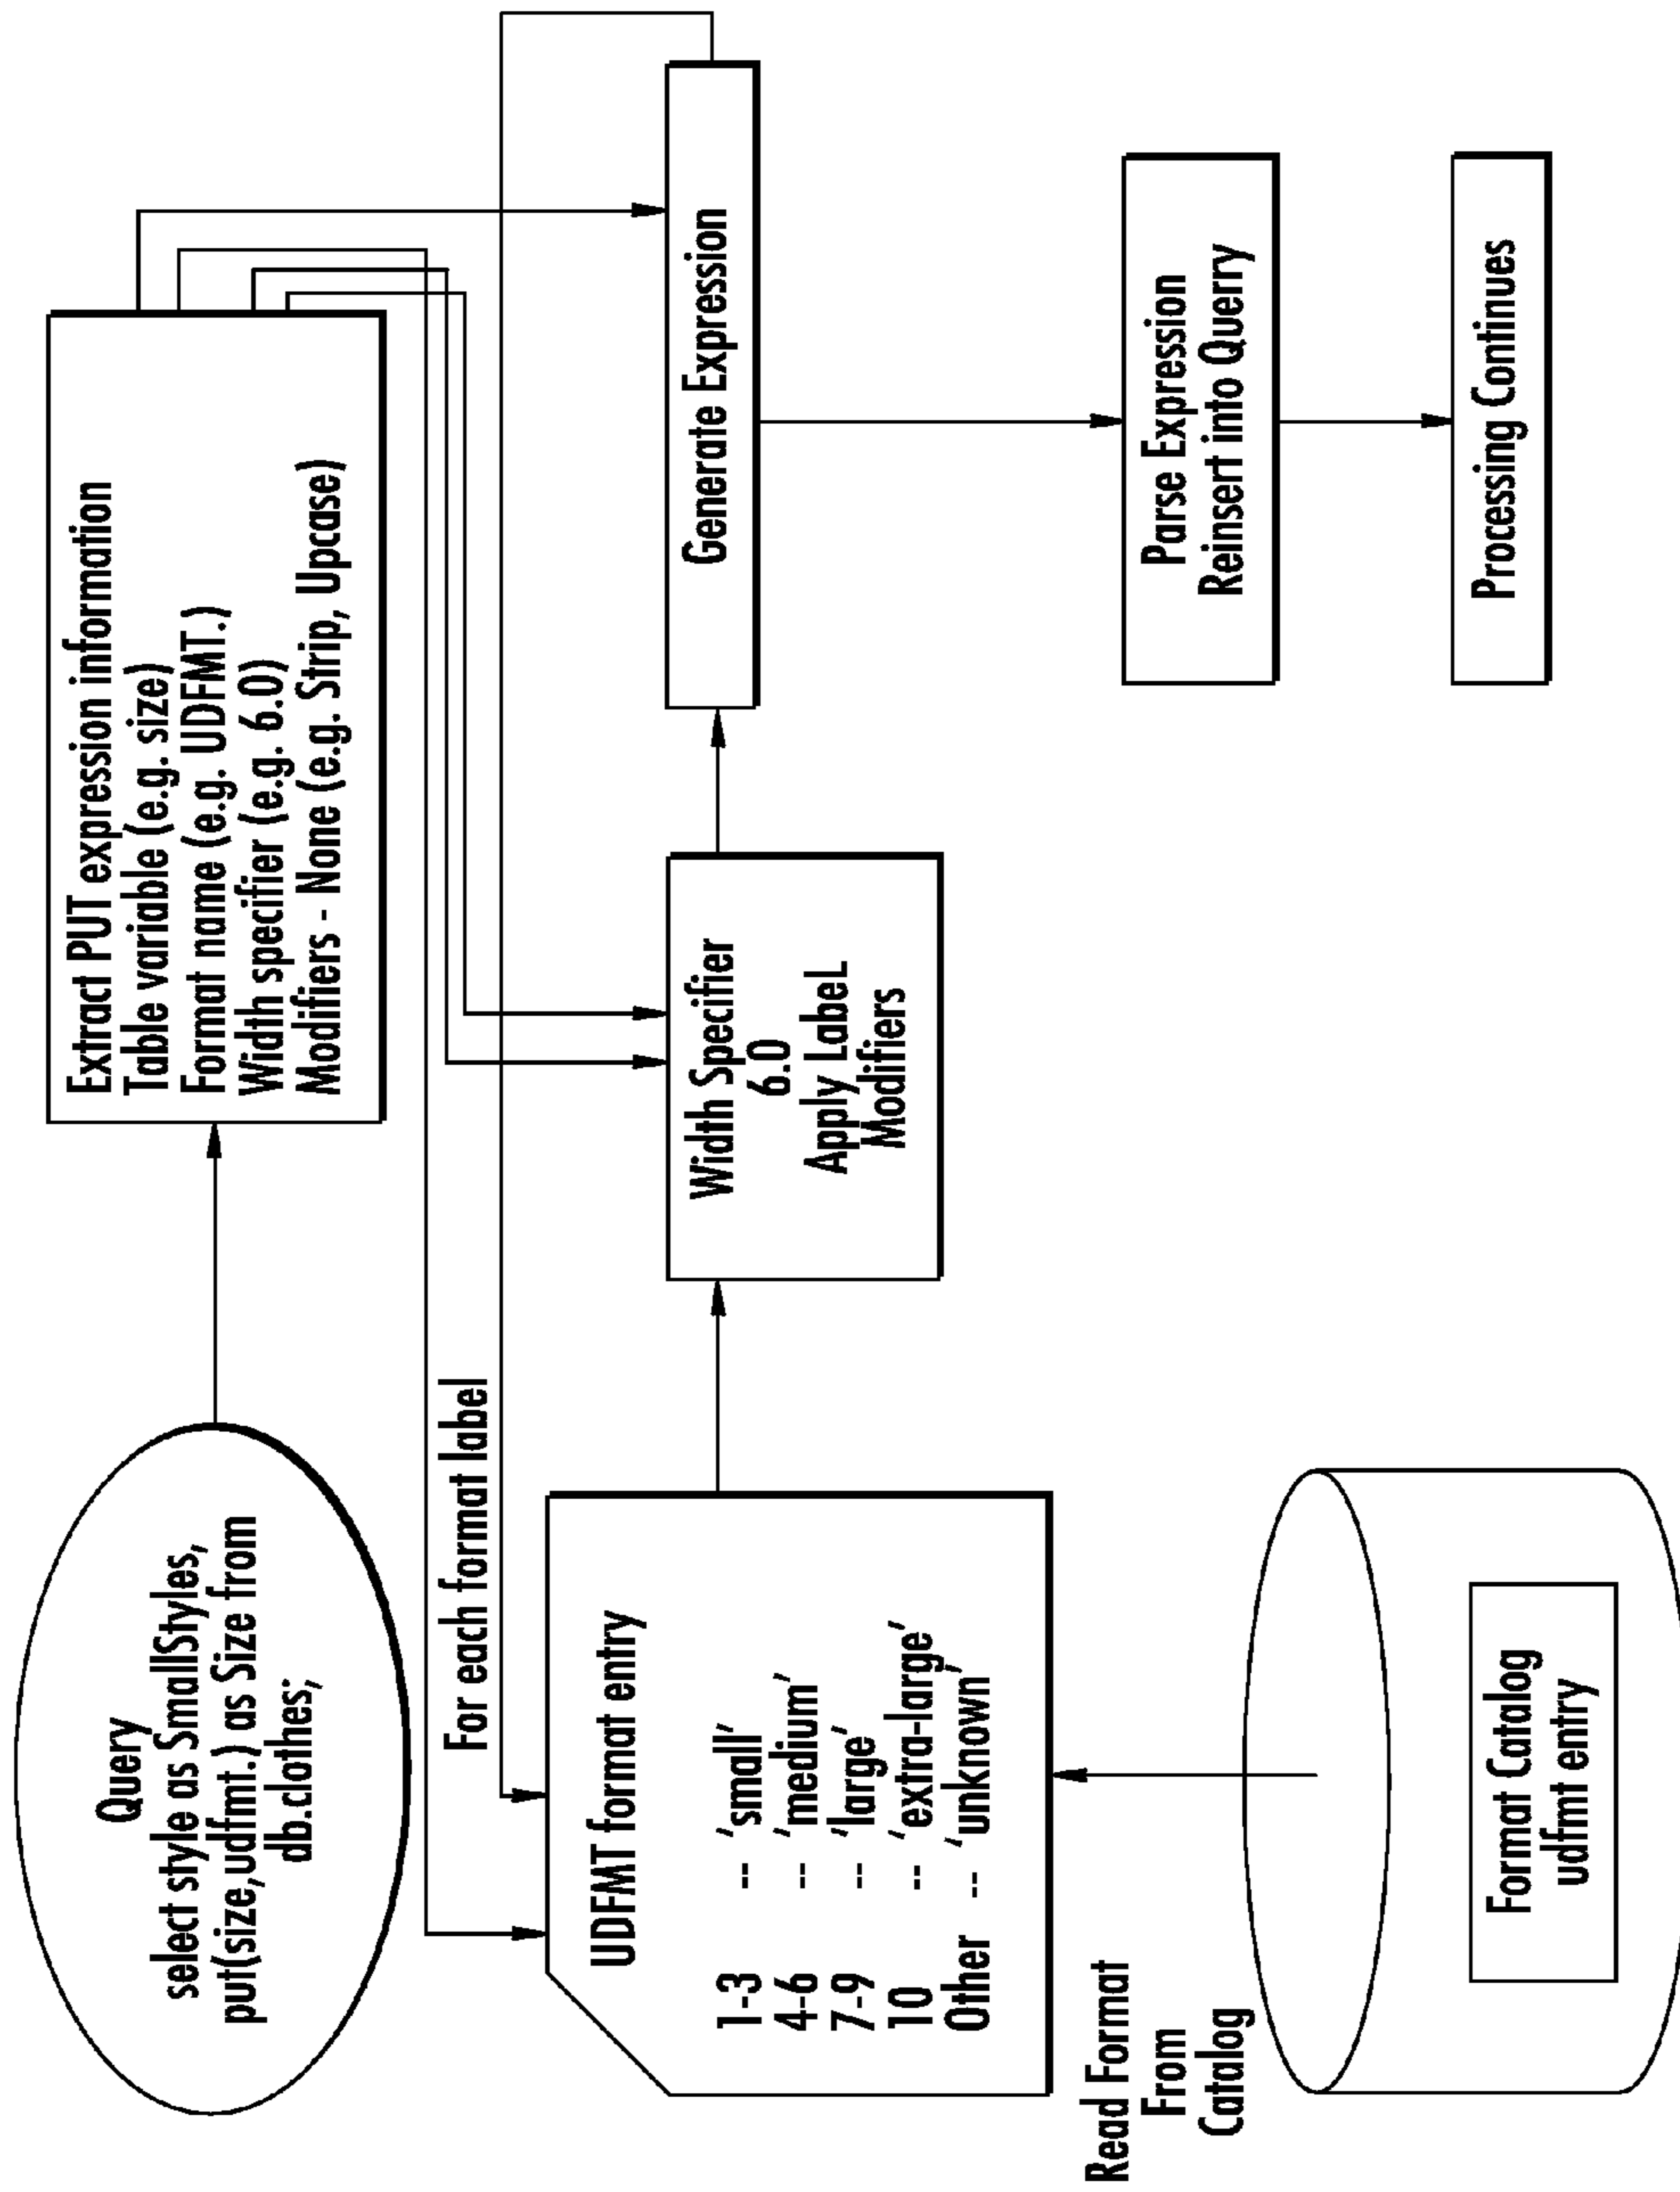 Query
select style as SmallStyles,
put(size,udfmt.) as Size from
db.clothes;
Extract PUT expression information
Table variable (e.g. size)
Format name (e.g. UDFMT.)
Width specifier (e.g. 6.0)
Modifiers - None (e.g. Strip, Upcase)
For each format label
UDFMT format entry
1-3 -- 'small'
4-6 -- 'medium'
7-9 -- 'large'
10 -- 'extra-large'
Other -- 'unknown'
Width Specifier
6.0
Apply LabeL
Modifiers
Generate Expression
Read Format
From
Catalog
Parse Expression
Reinsert into Querry
Format Catalog
udfmt entry
Processing Continues